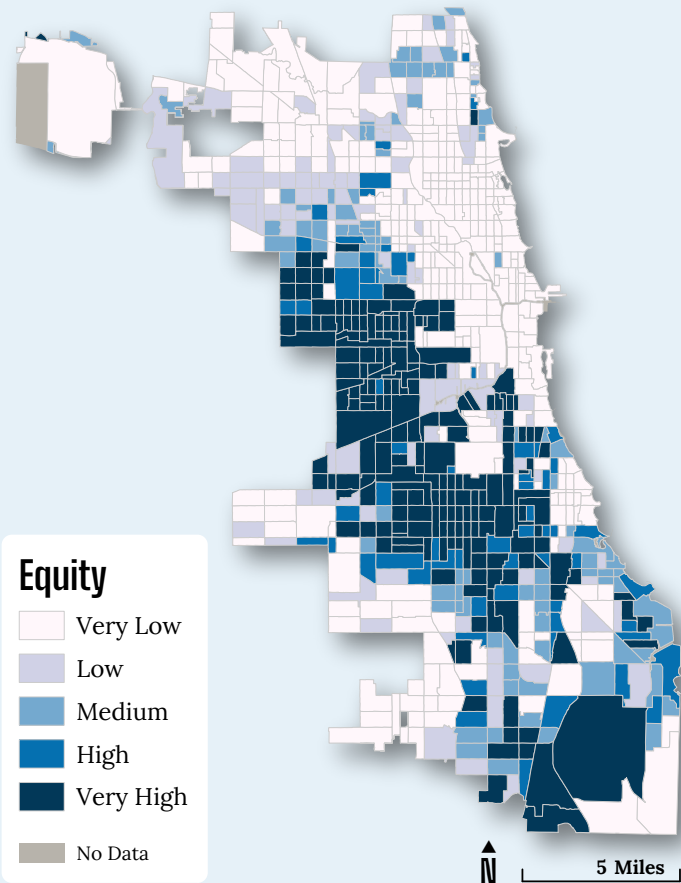 Equity
Very Low
Low
Medium
High
Very High
No Data
N
5 Miles